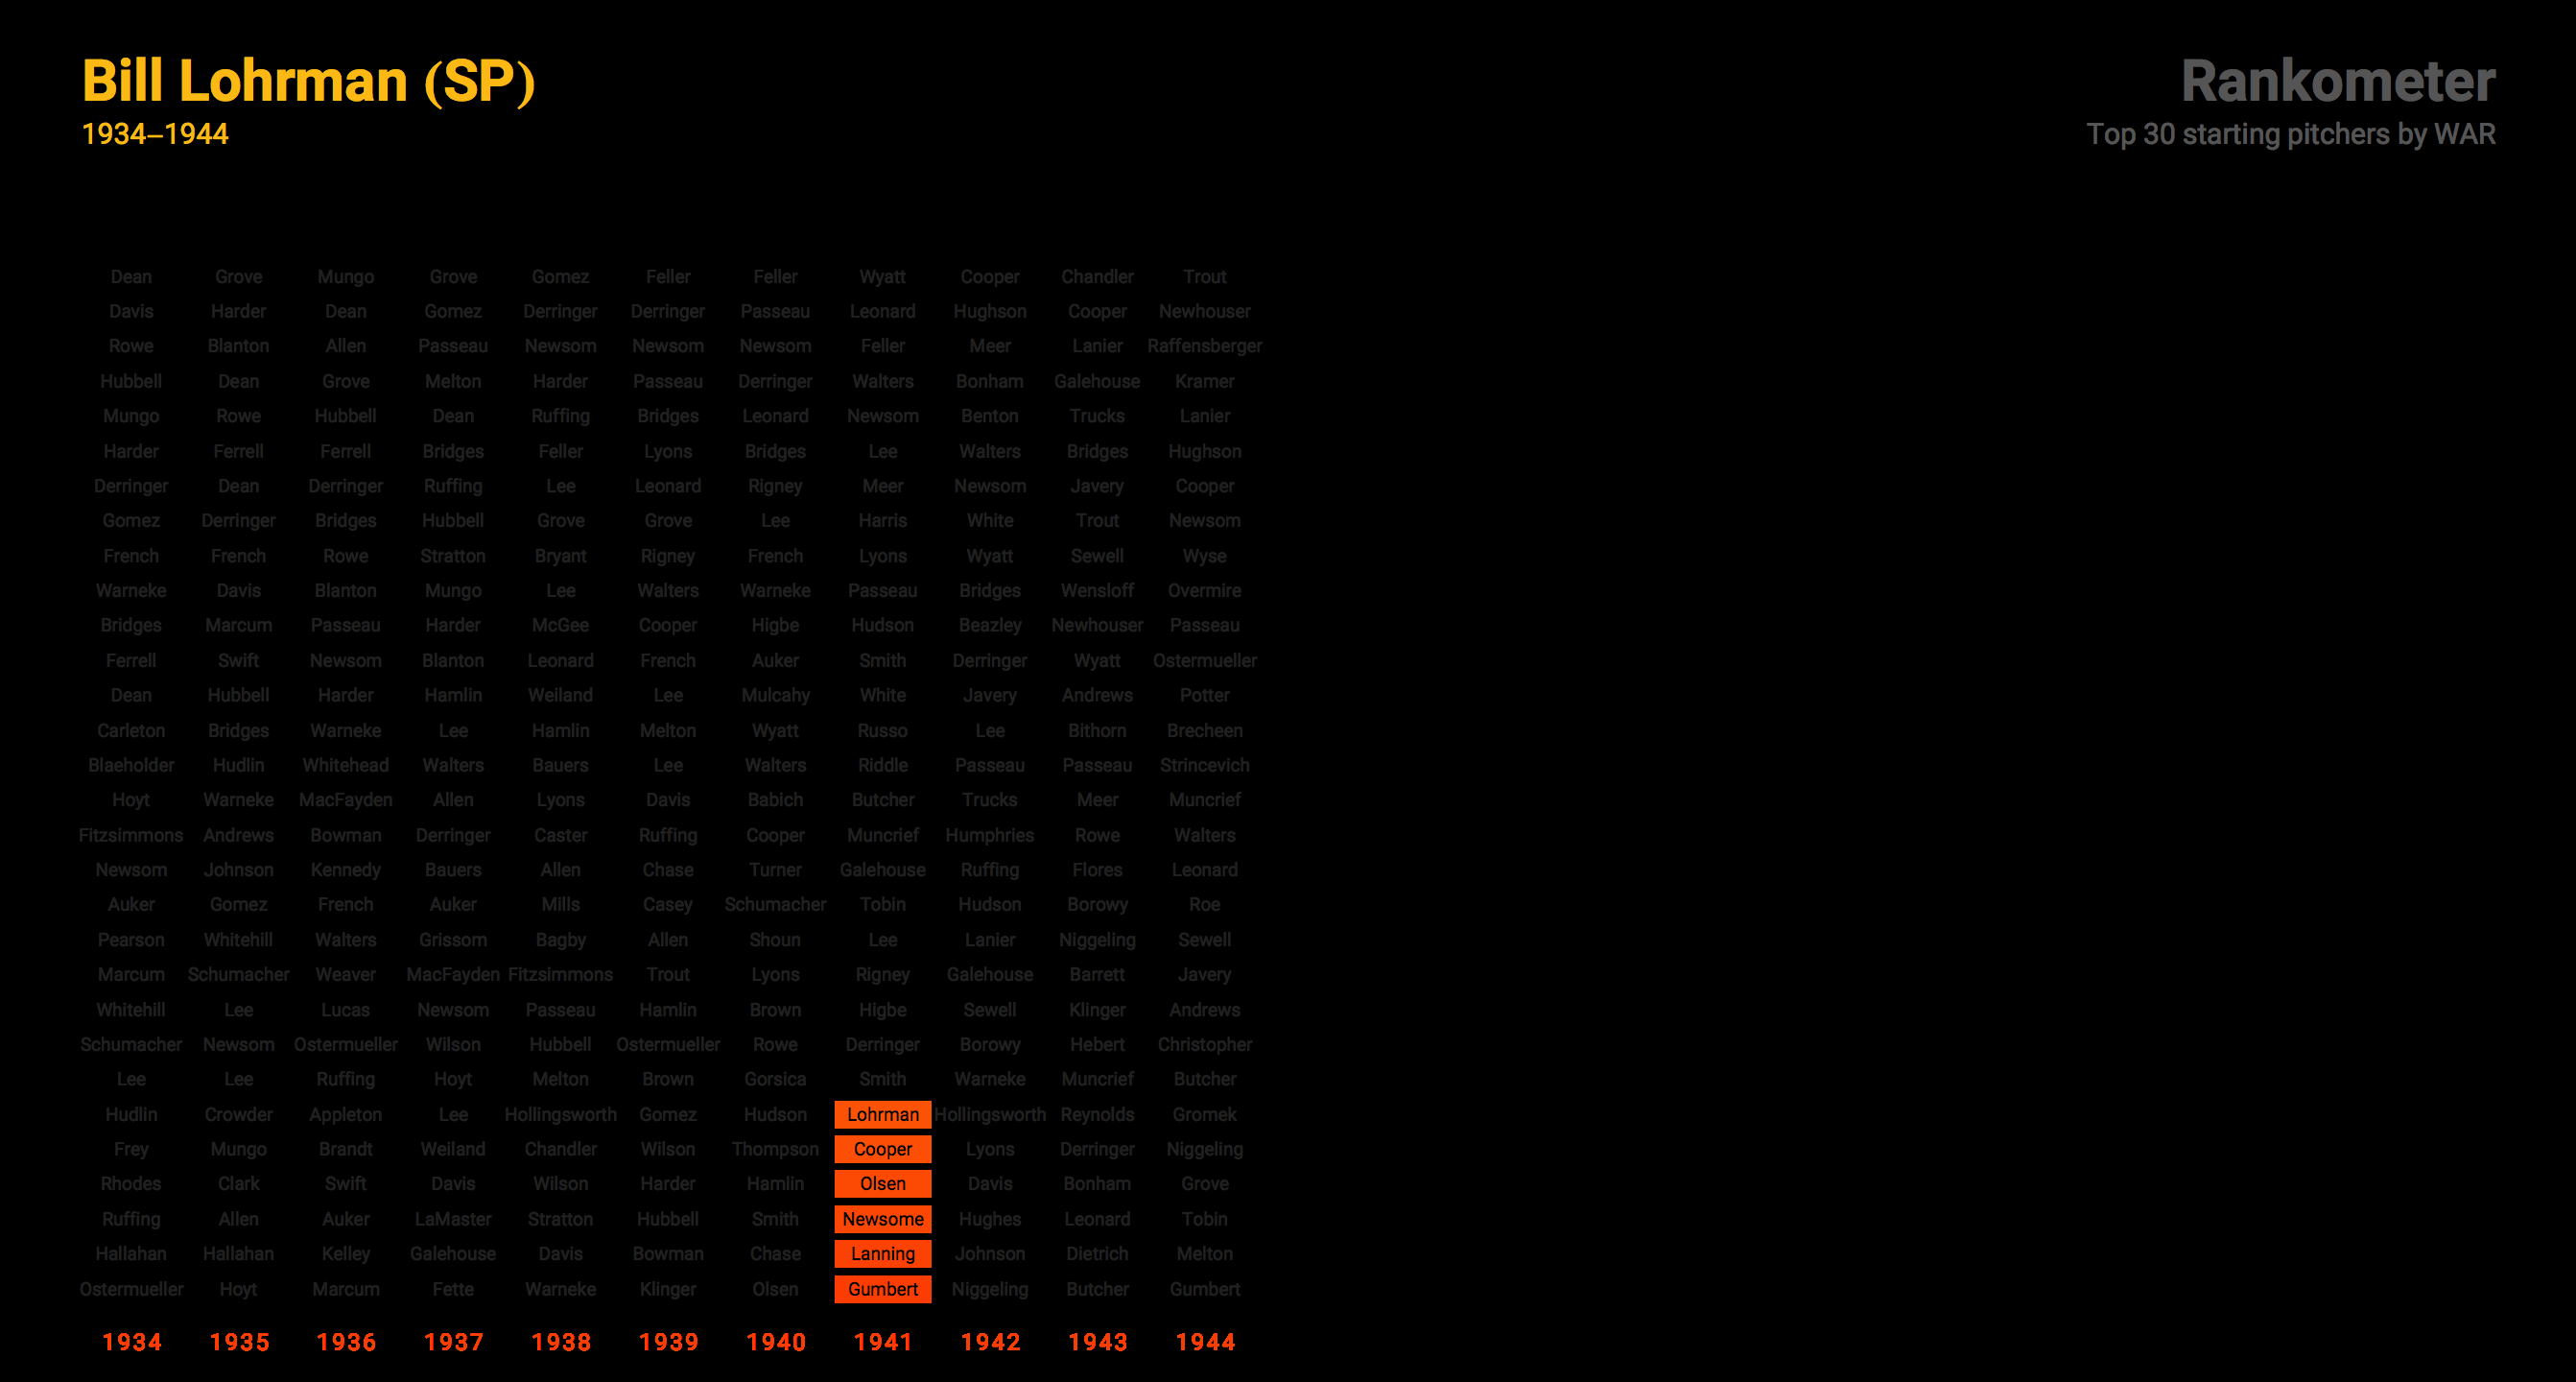 Bill Lohrman (SP)
1934–1944
Rankometer
Top 30 starting pitchers by WAR
Dean Grove Mungo Grove Gomez Feller Feller Wyatt Cooper Chandler Trout
Davis Harder Dean Gomez Derringer Derringer Passeau Leonard Hughson Cooper Newhouser
Rowe Blanton Allen Passeau Newsom Newsom Newsom Feller Meer Lanier Raffensberger
Hubbell Dean Grove Melton Harder Passeau Derringer Walters Bonham Galehouse Kramer
Mungo Rowe Hubbell Dean Ruffing Bridges Leonard Newsom Benton Trucks Lanier
Harder Ferrell Ferrell Bridges Feller Lyons Bridges Lee Walters Bridges Hughson
Derringer Dean Derringer Ruffing Lee Leonard Rigney Meer Newsom Javery Cooper
Gomez Derringer Bridges Hubbell Grove Grove Lee Harris White Trout Newsom
French French Rowe Stratton Bryant Rigney French Lyons Wyatt Sewell Wyse
Warneke Davis Blanton Mungo Lee Walters Warneke Passeau Bridges Wensloff Overmire
Bridges Marcum Passeau Harder McGee Cooper Higbe Hudson Beazley Newhouser Passeau
Ferrell Swift Newsom Blanton Leonard French Auker Smith Derringer Wyatt Ostermueller
Dean Hubbell Harder Hamlin Weiland Lee Mulcahy White Javery Andrews Potter
Carleton Bridges Warneke Lee Hamlin Melton Wyatt Russo Lee Bithorn Brecheen
Blaeholder Hudlin Whitehead Walters Bauers Lee Walters Riddle Passeau Passeau Strincevich
Hoyt Warneke MacFayden Allen Lyons Davis Babich Butcher Trucks Meer Muncrief
Fitzsimmons Andrews Bowman Derringer Caster Ruffing Cooper Muncrief Humphries Rowe Walters
Newsom Johnson Kennedy Bauers Allen Chase Turner Galehouse Ruffing Flores Leonard
Auker Gomez French Auker Mills Casey Schumacher Tobin Hudson Borowy Roe
Pearson Whitehill Walters Grissom Bagby Allen Shoun Lee Lanier Niggeling Sewell
Marcum Schumacher Weaver MacFayden Fitzsimmons Trout Lyons Rigney Galehouse Barrett Javery
Whitehill Lee Lucas Newsom Passeau Hamlin Brown Higbe Sewell Klinger Andrews
Schumacher Newsom Ostermueller Wilson Hubbell Ostermueller Rowe Derringer Borowy Hebert Christopher
Lee Lee Ruffing Hoyt Melton Brown Gorsica Smith Warneke Muncrief Butcher
Hudlin Crowder Appleton Lee Hollingsworth Gomez Hudson Lohrman Hollingsworth Reynolds Gromek
Frey Mungo Brandt Weiland Chandler Wilson Thompson Cooper Lyons Derringer Niggeling
Rhodes Clark Swift Davis Wilson Harder Hamlin Olsen Davis Bonham Grove
Ruffing Allen Auker LaMaster Stratton Hubbell Smith Newsome Hughes Leonard Tobin
Hallahan Hallahan Kelley Galehouse Davis Bowman Chase Lanning Johnson Dietrich Melton
Ostermueller Hoyt Marcum Fette Warneke Klinger Olsen Gumbert Niggeling Butcher Gumbert
1934 1935 1936 1937 1938 1939 1940 1941 1942 1943 1944